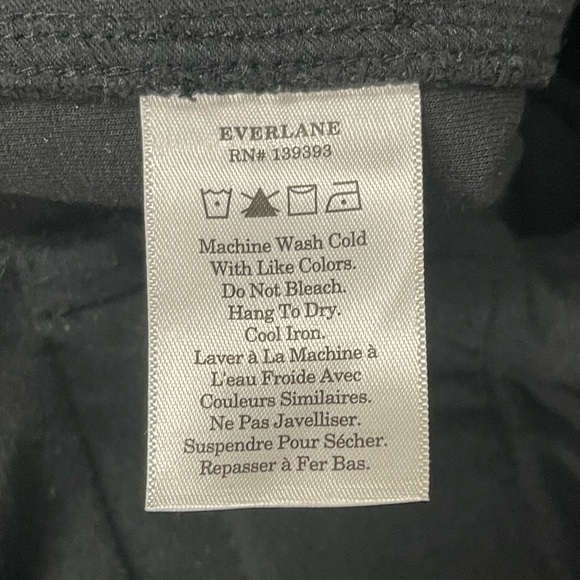 EVERLANE
RN# 139393
Machine Wash Cold
With Like Colors.
Do Not Bleach.
Hang To Dry.
Cool Iron.
Laver à La Machine à
L'eau Froide Avec
Couleurs Similaires.
Ne Pas Javelliser.
Suspendre Pour Sécher.
Repasser à Fer Bas.